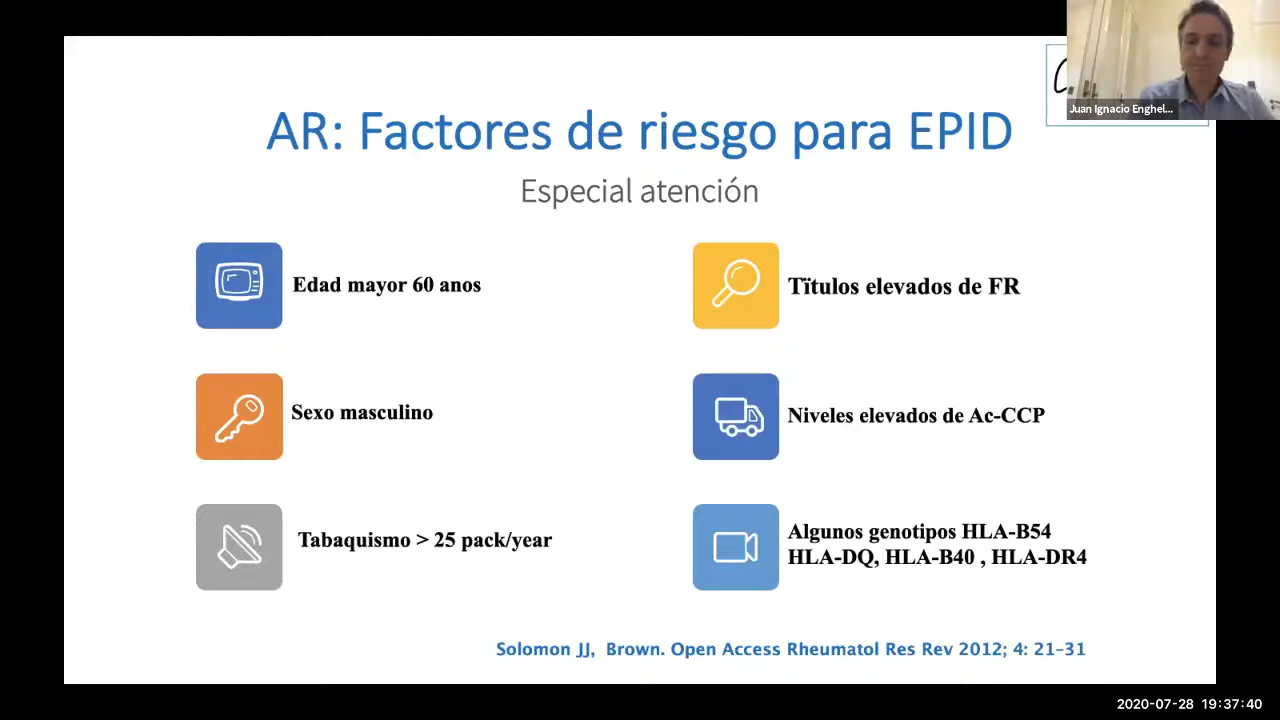 Juan Ignacio Enghel...
AR: Factores de riesgo para EPID
Especial atención
Edad mayor 60 anos
Sexo masculino
Tabaquismo > 25 pack/year
Tïtulos elevados de FR
Niveles elevados de Ac-CCP
Algunos genotipos HLA-B54
HLA-DQ, HLA-B40 , HLA-DR4
Solomon JJ, Brown. Open Access Rheumatol Res Rev 2012; 4: 21-31
2020-07-28 19:37:40